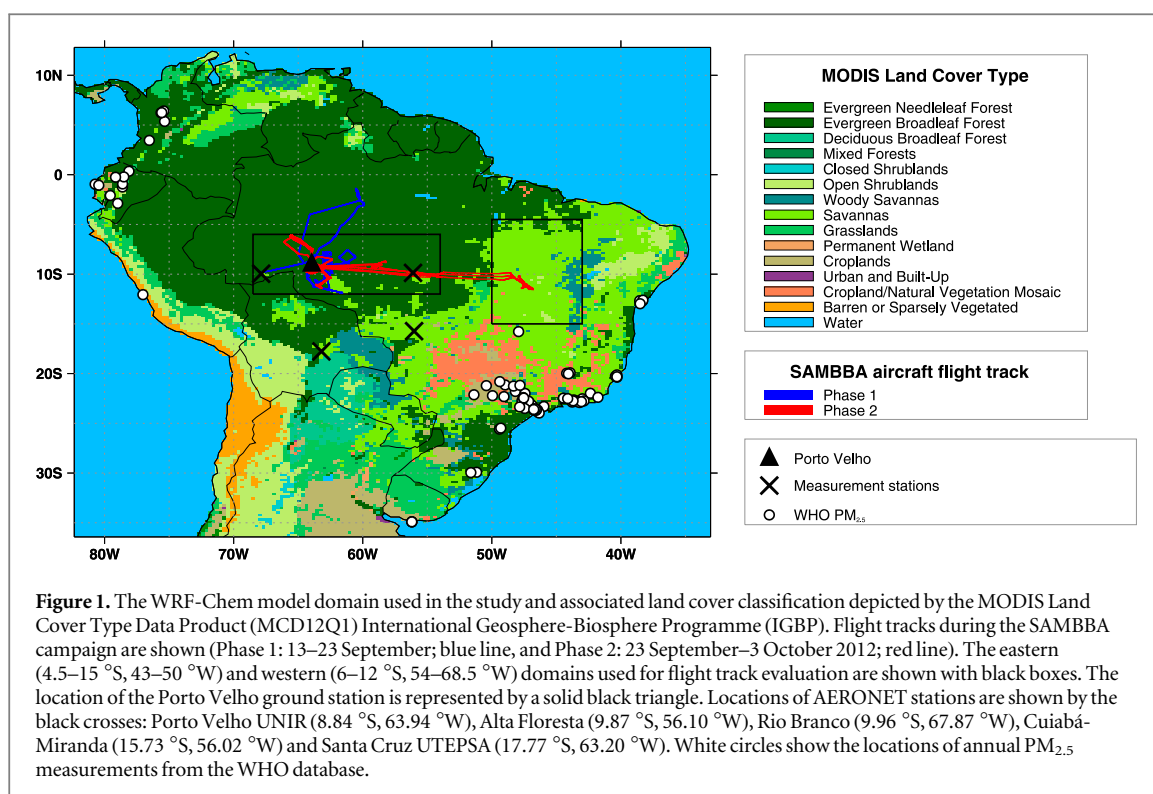 10N
0
10S
20S
30S
80W 70W 60W 50W 40W
MODIS Land Cover Type
Evergreen Needleleaf Forest
Evergreen Broadleaf Forest
Deciduous Broadleaf Forest
Mixed Forests
Closed Shrublands
Open Shrublands
Woody Savannas
Savannas
Grasslands
Permanent Wetland
Croplands
Urban and Built-Up
Cropland/Natural Vegetation Mosaic
Barren or Sparsely Vegetated
Water
SAMBBA aircraft flight track
Phase 1
Phase 2
Porto Velho
Measurement stations
WHO PM₂.₅
Figure 1. The WRF-Chem model domain used in the study and associated land cover classification depicted by the MODIS Land
Cover Type Data Product (MCD12Q1) International Geosphere-Biosphere Programme (IGBP). Flight tracks during the SAMBBA
campaign are shown (Phase 1: 13–23 September; blue line, and Phase 2: 23 September–3 October 2012; red line). The eastern
(4.5–15 °S, 43–50 °W) and western (6–12 °S, 54–68.5 °W) domains used for flight track evaluation are shown with black boxes. The
location of the Porto Velho ground station is represented by a solid black triangle. Locations of AERONET stations are shown by the
black crosses: Porto Velho UNIR (8.84 °S, 63.94 °W), Alta Floresta (9.87 °S, 56.10 °W), Rio Branco (9.96 °S, 67.87 °W), Cuiabá-
Miranda (15.73 °S, 56.02 °W) and Santa Cruz UTEPSA (17.77 °S, 63.20 °W). White circles show the locations of annual PM₂.₅
measurements from the WHO database.